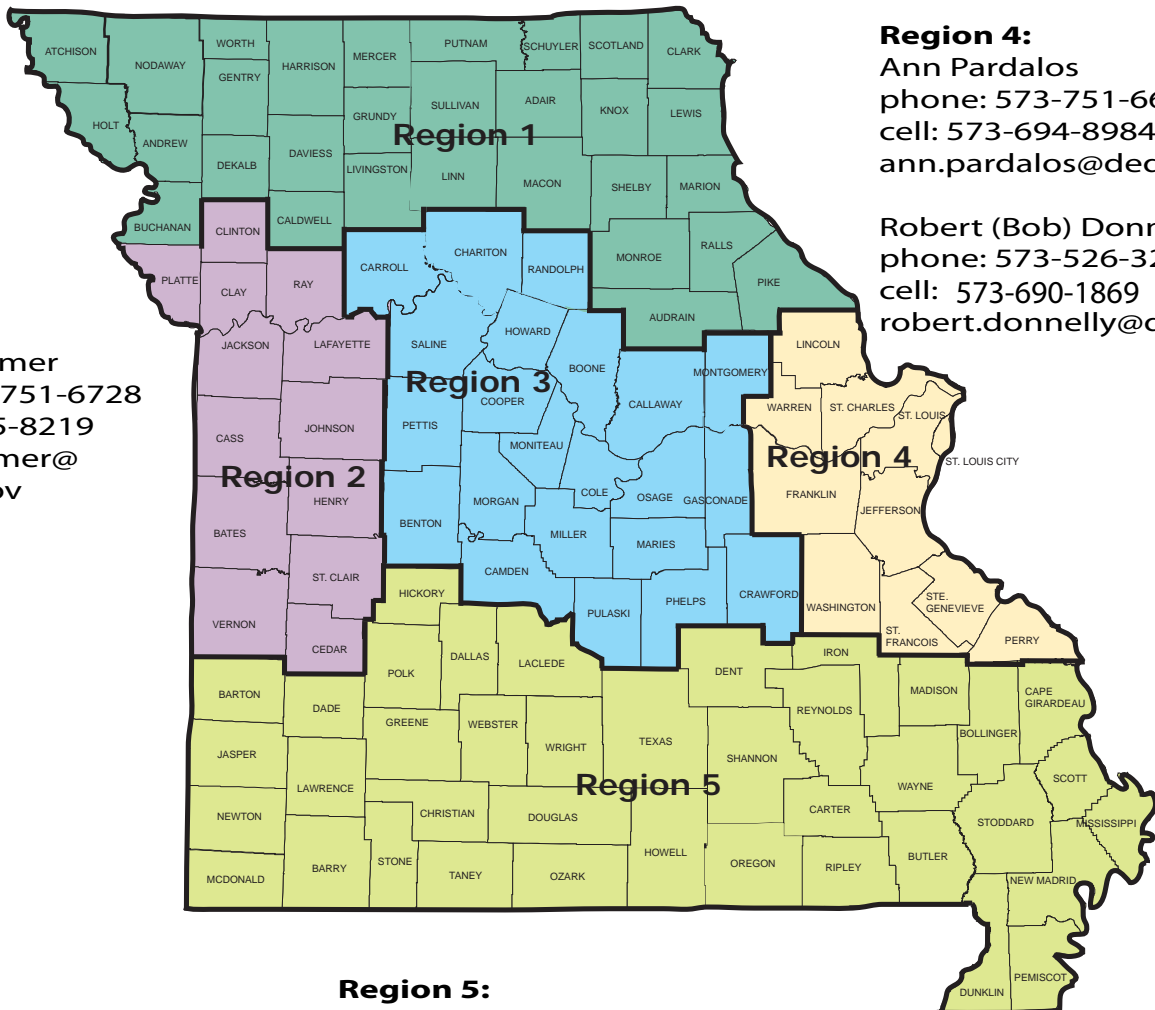 Region 4:
Ann Pardalos
phone: 573-751-66
cell: 573-694-8984
ann.pardalos@dec
Robert (Bob) Donn
phone: 573-526-32
cell: 573-690-1869
robert.donnelly@d
mer
751-6728
5-8219
mer@
ov
Region 1
ATCHISON
NODAWAY
WORTH
GENTRY
HARRISON
MERCER
PUTNAM
SCHUYLER
SCOTLAND
CLARK
HOLT
ANDREW
DEKALB
DAVIESS
GRUNDY
SULLIVAN
ADAIR
KNOX
LEWIS
LIVINGSTON
LINN
MACON
SHELBY
MARION
BUCHANAN
CALDWELL
MONROE
RALLS
PIKE
AUDRAIN
Region 2
CLINTON
PLATTE
CLAY
RAY
JACKSON
LAFAYETTE
CASS
JOHNSON
BATES
HENRY
VERNON
ST. CLAIR
CEDAR
Region 3
CARROLL
CHARITON
RANDOLPH
SALINE
HOWARD
BOONE
MONTGOMERY
COOPER
CALLAWAY
PETTIS
MONITEAU
COLE
OSAGE
GASCONADE
BENTON
MORGAN
MILLER
MARIES
CAMDEN
PULASKI
PHELPS
CRAWFORD
Region 4
LINCOLN
WARREN
ST. CHARLES
ST. LOUIS
ST. LOUIS CITY
FRANKLIN
JEFFERSON
WASHINGTON
ST.
FRANCOIS
STE.
GENEVIEVE
PERRY
Region 5
HICKORY
POLK
DALLAS
LACLEDE
DENT
IRON
MADISON
CAPE
GIRARDEAU
BARTON
DADE
GREENE
WEBSTER
WRIGHT
TEXAS
REYNOLDS
BOLLINGER
JASPER
LAWRENCE
SHANNON
WAYNE
SCOTT
NEWTON
CHRISTIAN
DOUGLAS
CARTER
STODDARD
MISSISSIPPI
MCDONALD
BARRY
STONE
TANEY
OZARK
HOWELL
OREGON
RIPLEY
BUTLER
NEW MADRID
DUNKLIN
PEMISCOT
Region 5: